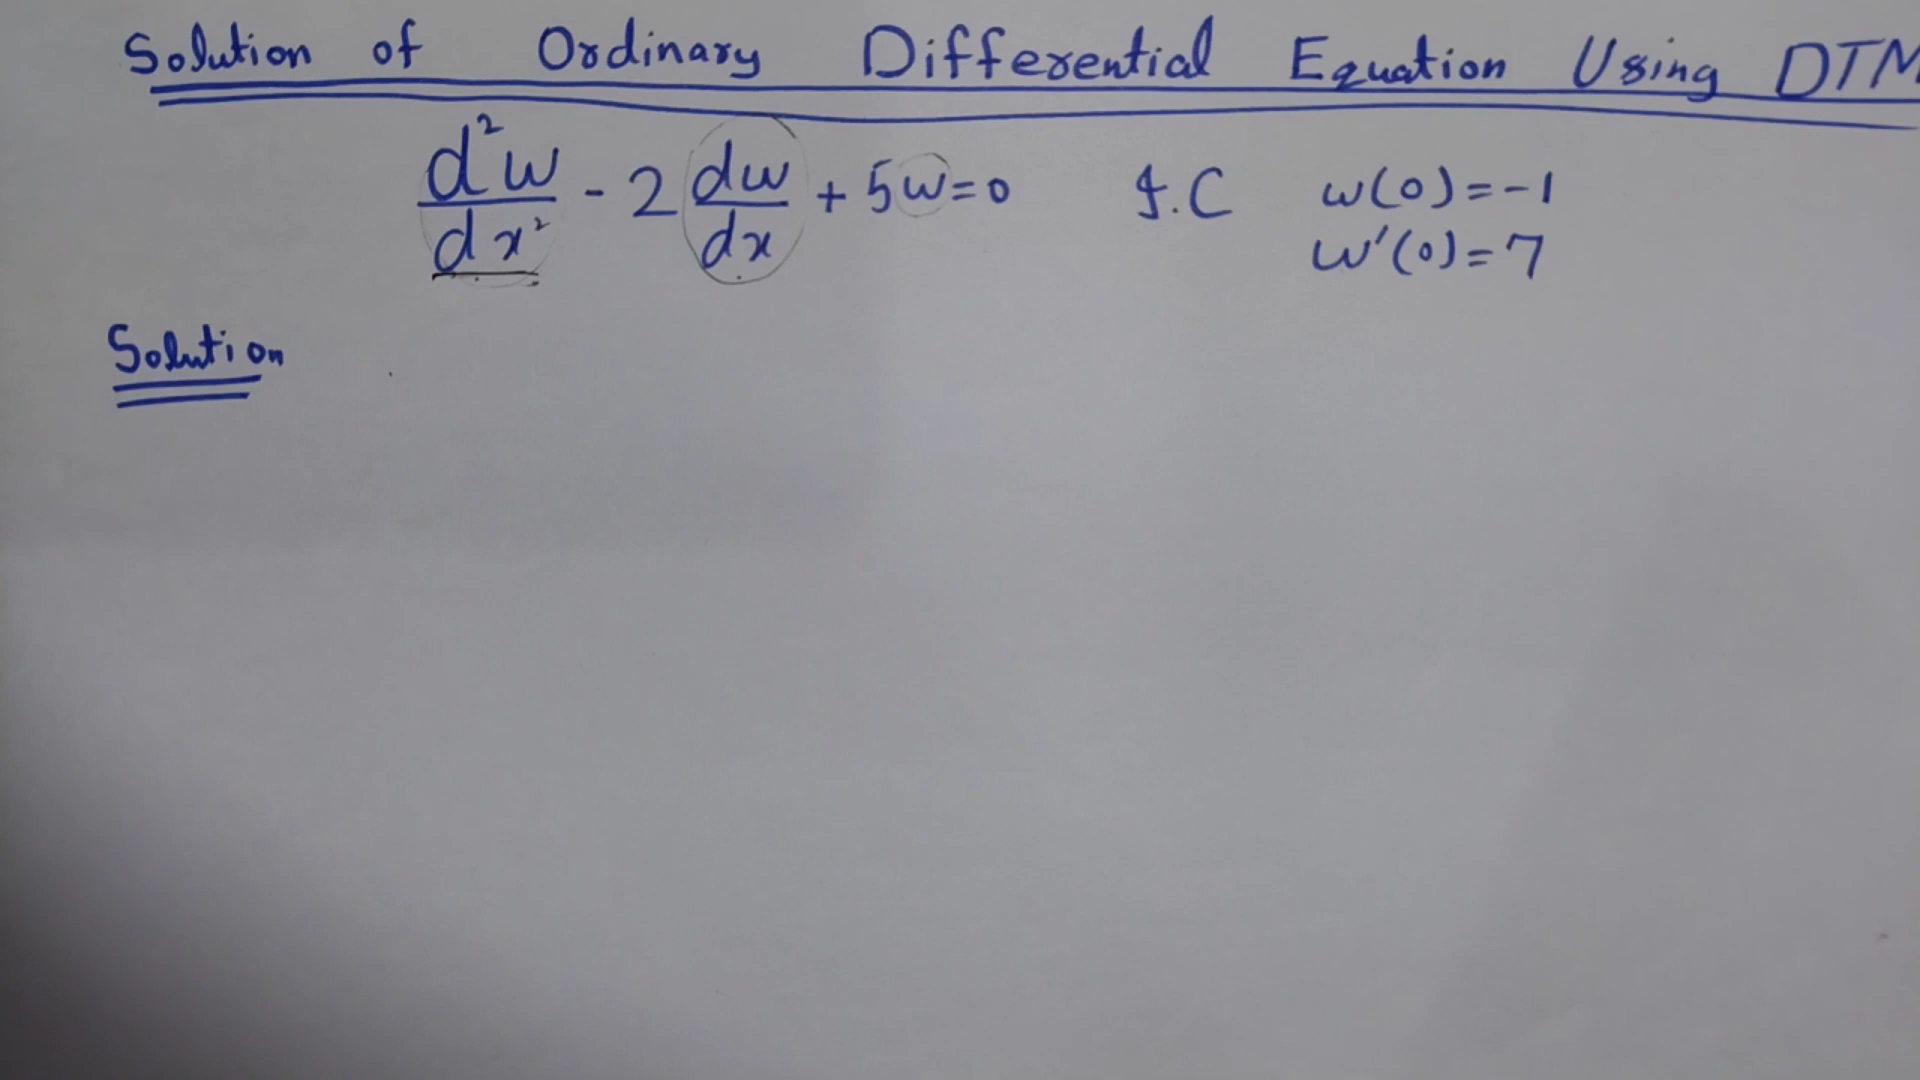 Solution of Ordinary Differential Equation Using DTM
d²w/dx² - 2 dw/dx + 5w = 0 I.C w(0) = -1
w'(0) = 7
Solution